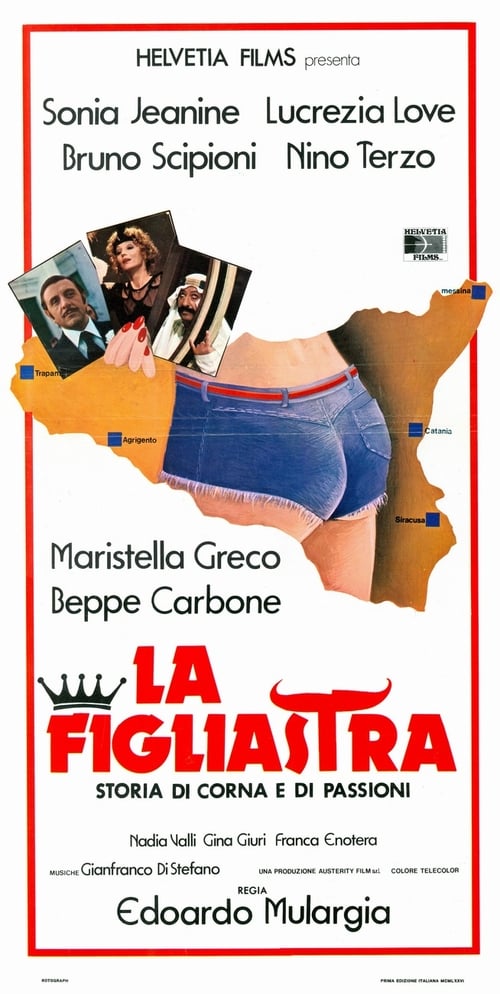 HELVETIA FILMS presenta
Sonia Jeanine Lucrezia Love
Bruno Scipioni Nino Terzo
HELVETIA
FILMS
messina
Trapani
Agrigento
Catania
Siracusa
Maristella Greco
Beppe Carbone
LA
FIGLIASTRA
STORIA DI CORNA E DI PASSIONI
Nadia Valli Gina Giuri Franca Enotera
MUSICHE Gianfranco Di Stefano UNA PRODUZIONE AUSTERITY FILM s.r.l. COLORE TELECOLOR
REGIA
Edoardo Mulargia
ROTOGRAPH PRIMA EDIZIONE ITALIANA MCMLXXVI